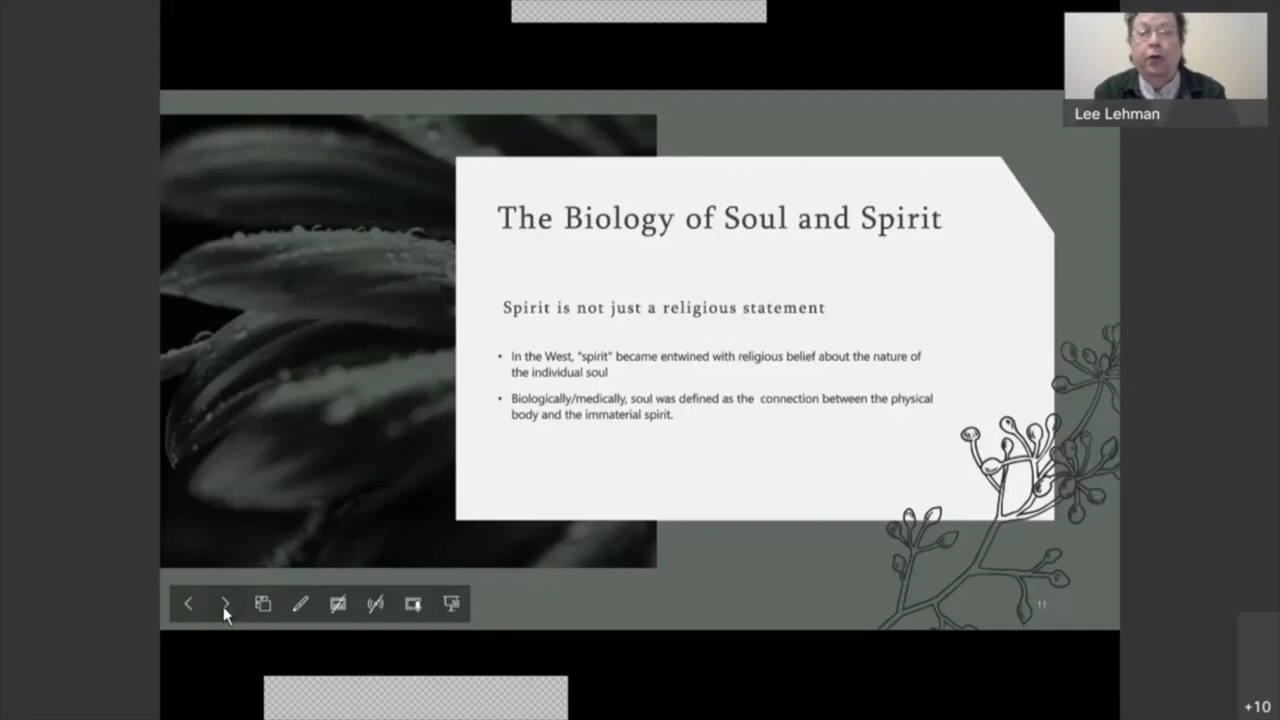 Lee Lehman
The Biology of Soul and Spirit
Spirit is not just a religious statement
• In the West, "spirit" became entwined with religious belief about the nature of
the individual soul
• Biologically/medically, soul was defined as the connection between the physical
body and the immaterial spirit.
11
+10